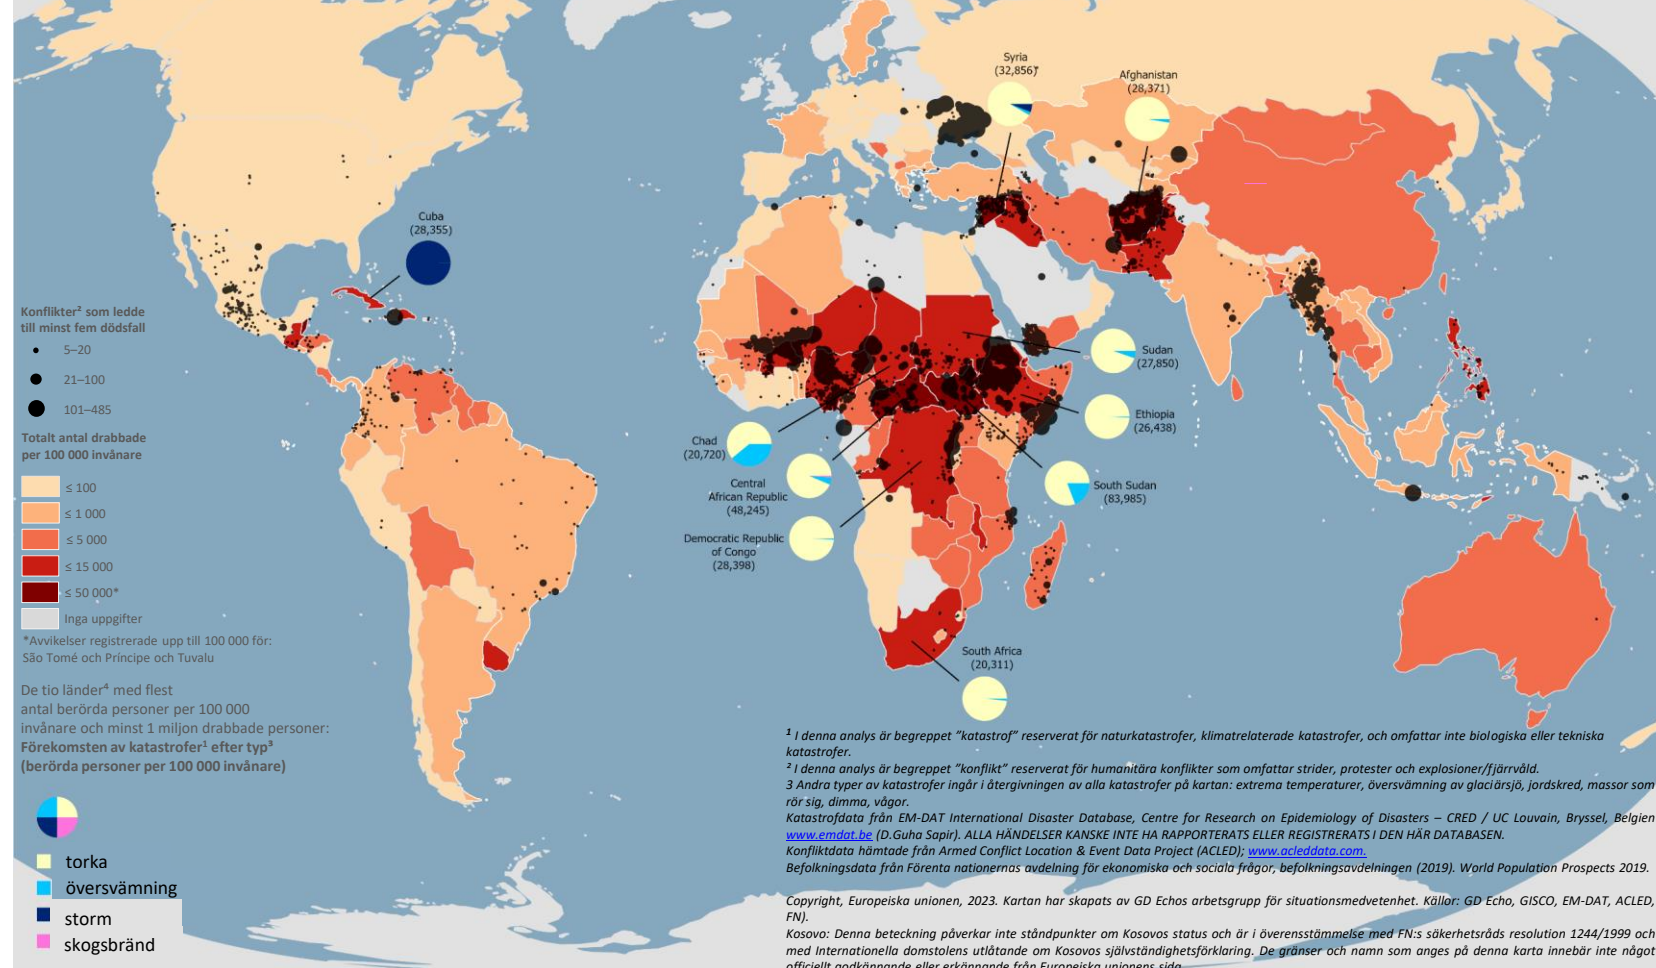 Syria
(32,856)*
Afghanistan
(28,371)
Cuba
(28,355)
Sudan
(27,850)
Ethiopia
(26,438)
South Sudan
(83,985)
Chad
(20,720)
Central
African Republic
(48,245)
Democratic Republic
of Congo
(28,398)
South Africa
(20,311)
Konflikter² som ledde
till minst fem dödsfall
5–20
21–100
101–485
Totalt antal drabbade
per 100 000 invånare
≤ 100
≤ 1 000
≤ 5 000
≤ 15 000
≤ 50 000*
Inga uppgifter
*Avvikelser registrerade upp till 100 000 för:
São Tomé och Príncipe och Tuvalu
De tio länder⁴ med flest
antal berörda personer per 100 000
invånare och minst 1 miljon drabbade personer:
Förekomsten av katastrofer¹ efter typ³
(berörda personer per 100 000 invånare)
torka
översvämning
storm
skogsbränd
¹ I denna analys är begreppet ”katastrof” reserverat för naturkatastrofer, klimatrelaterade katastrofer, och omfattar inte biologiska eller tekniska
katastrofer.
² I denna analys är begreppet ”konflikt” reserverat för humanitära konflikter som omfattar strider, protester och explosioner/fjärrvåld.
3 Andra typer av katastrofer ingår i återgivningen av alla katastrofer på kartan: extrema temperaturer, översvämning av glaciärsjö, jordskred, massor som
rör sig, dimma, vågor.
Katastrofdata från EM-DAT International Disaster Database, Centre for Research on Epidemiology of Disasters – CRED / UC Louvain, Bryssel, Belgien
www.emdat.be (D.Guha Sapir). ALLA HÄNDELSER KANSKE INTE HA RAPPORTERATS ELLER REGISTRERATS I DEN HÄR DATABASEN.
Konfliktdata hämtade från Armed Conflict Location & Event Data Project (ACLED); www.acleddata.com.
Befolkningsdata från Förenta nationernas avdelning för ekonomiska och sociala frågor, befolkningsavdelningen (2019). World Population Prospects 2019.
Copyright, Europeiska unionen, 2023. Kartan har skapats av GD Echos arbetsgrupp för situationsmedvetenhet. Källor: GD Echo, GISCO, EM-DAT, ACLED,
FN).
Kosovo: Denna beteckning påverkar inte ståndpunkter om Kosovos status och är i överensstämmelse med FN:s säkerhetsråds resolution 1244/1999 och
med Internationella domstolens utlåtande om Kosovos självständighetsförklaring. De gränser och namn som anges på denna karta innebär inte något
officiellt godkännande eller erkännande från Europeiska unionens sida.